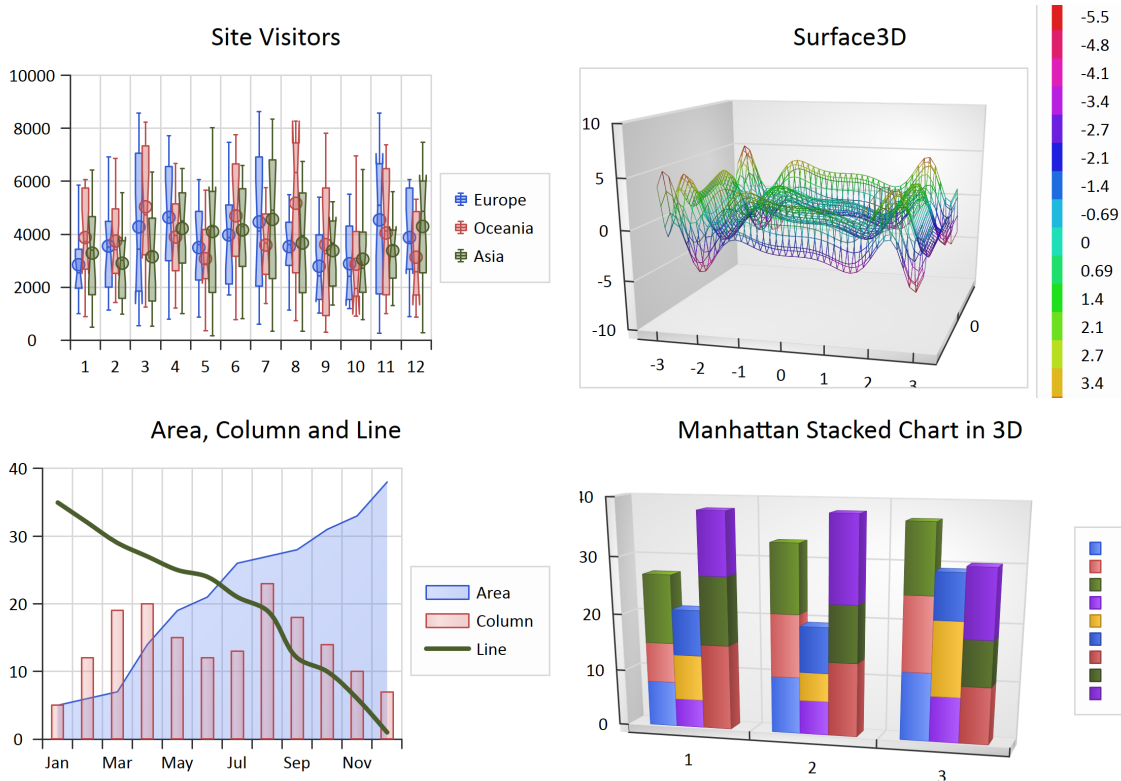 Site Visitors
10000
8000
6000
4000
2000
0
1 2 3 4 5 6 7 8 9 10 11 12
Europe
Oceania
Asia
Surface3D
10
5
0
-5
-10
-3 -2 -1 0 1 2 3
0
-5.5
-4.8
-4.1
-3.4
-2.7
-2.1
-1.4
-0.69
0
0.69
1.4
2.1
2.7
3.4
Area, Column and Line
40
30
20
10
0
Jan Mar May Jul Sep Nov
Area
Column
Line
Manhattan Stacked Chart in 3D
30
20
10
0
1 2 3